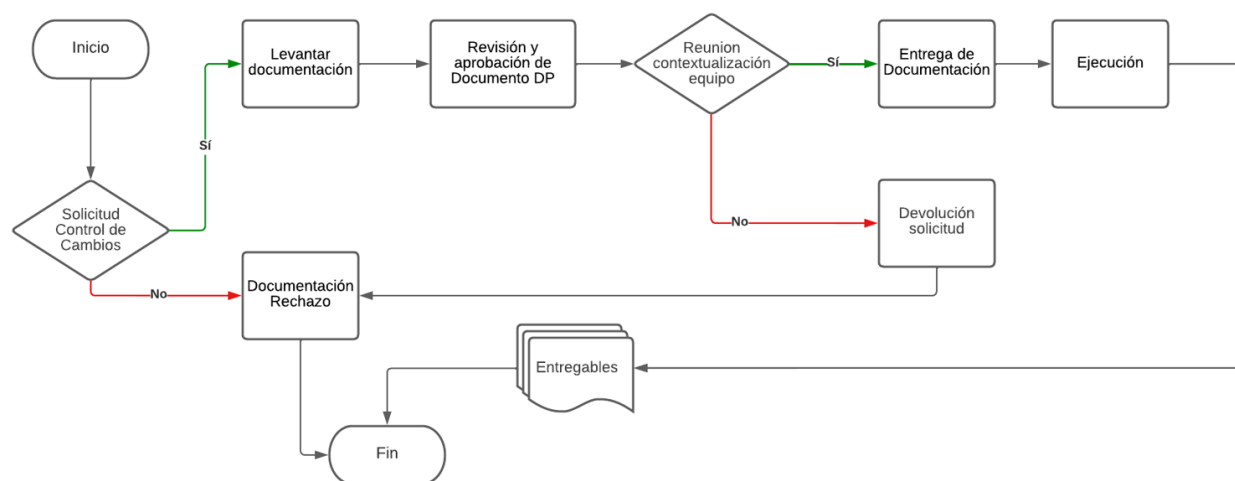 Inicio
Levantar
documentación
Revisión y
aprobación de
Documento DP
Reunion
contextualización
equipo
Sí
Entrega de
Documentación
Ejecución
Sí
Solicitud
Control de
Cambios
No
Devolución
solicitud
No
Documentación
Rechazo
Entregables
Fin